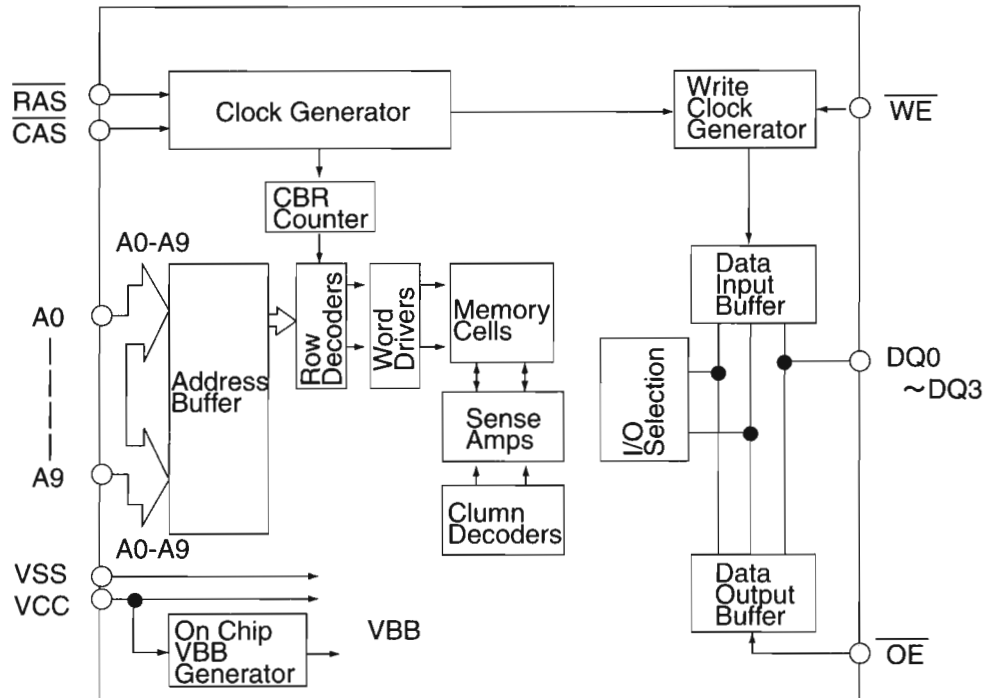 RAS
CAS
Clock Generator
Write
Clock
Generator
WE
CBR
Counter
A0-A9
A0
A9
A0-A9
Address
Buffer
Row
Decoders
Word Drivers
Memory
Cells
Sense
Amps
Clumn
Decoders
Data
Input
Buffer
I/O
Selection
DQ0
～DQ3
Data
Output
Buffer
OE
VSS
VCC
On Chip
VBB
Generator
VBB